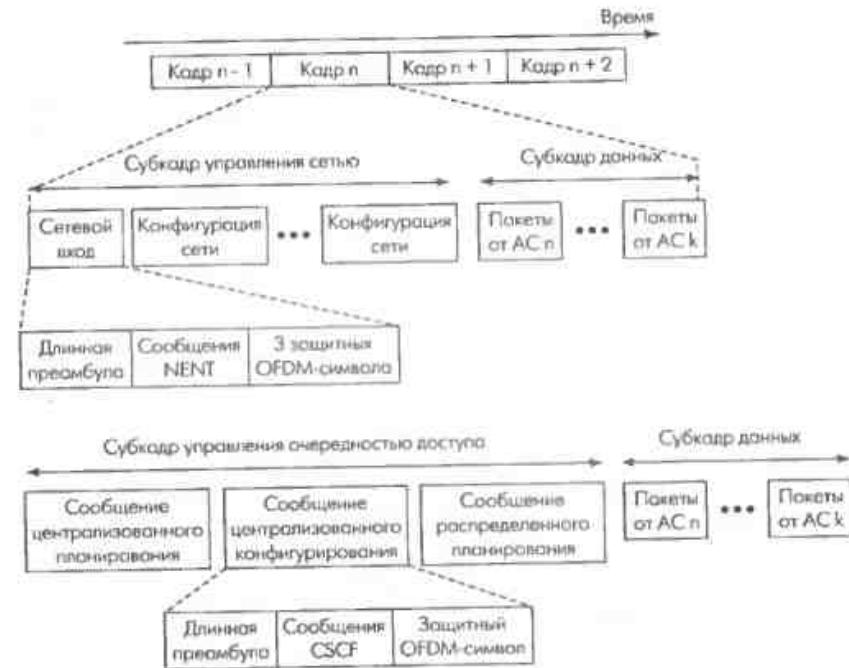 Время
Кадр n - 1 Кадр n Кадр n + 1 Кадр n + 2
Субкадр управления сетью Субкадр данных
Сетевой вход
Конфигурация сети
•••
Конфигурация сети
Пакеты от АС n
•••
Пакеты от АС k
Длинная преамбула
Сообщения NENT
3 защитных OFDM-символа
Субкадр управления очередностью доступа Субкадр данных
Сообщение централизованного планирования
Сообщение централизованного конфигурирования
Сообщение распределенного планирования
Пакеты от АС n
•••
Пакеты от АС k
Длинная преамбула
Сообщения CSCF
Защитный OFDM-символ